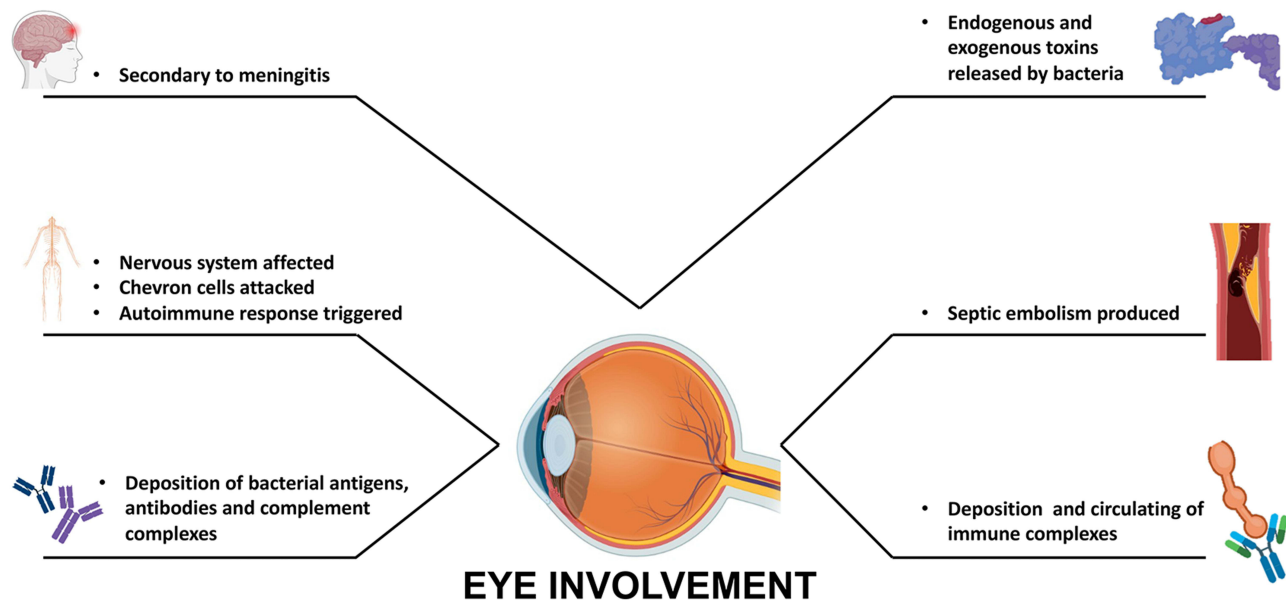 • Secondary to meningitis
• Endogenous and
exogenous toxins
released by bacteria
• Nervous system affected
• Chevron cells attacked
• Autoimmune response triggered
• Septic embolism produced
• Deposition of bacterial antigens,
antibodies and complement
complexes
• Deposition and circulating of
immune complexes
EYE INVOLVEMENT